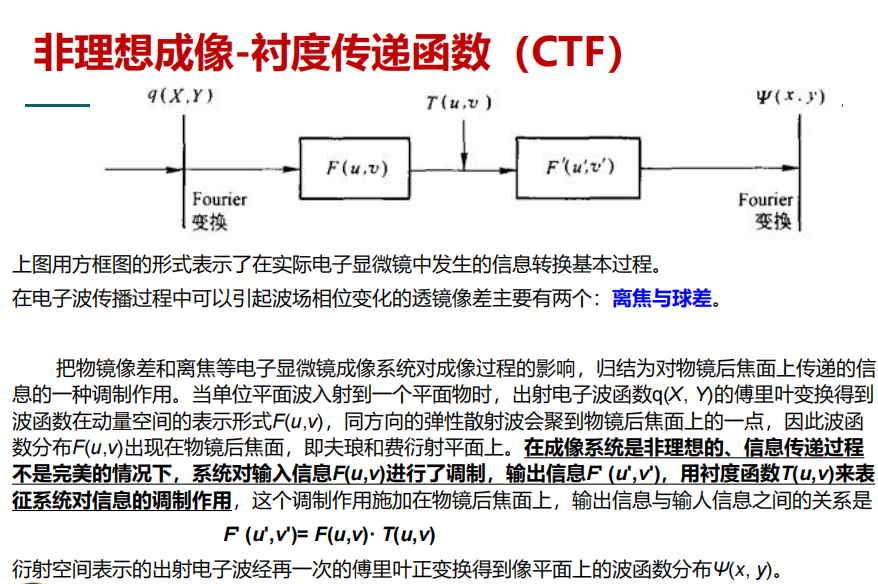 非理想成像-衬度传递函数（CTF）
q(X,Y)
T(u,v)
Ψ(x,y)
F(u,v)
F'(u',v')
Fourier
变换
Fourier
变换
上图用方框图的形式表示了在实际电子显微镜中发生的信息转换基本过程。
在电子波传播过程中可以引起波场相位变化的透镜像差主要有两个：离焦与球差。
把物镜像差和离焦等电子显微镜成像系统对成像过程的影响，归结为对物镜后焦面上传递的信
息的一种调制作用。当单位平面波入射到一个平面物时，出射电子波函数q(X, Y)的傅里叶变换得到
波函数在动量空间的表示形式F(u,v)，同方向的弹性散射波会聚到物镜后焦面上的一点，因此波函
数分布F(u,v)出现在物镜后焦面，即夫琅和费衍射平面上。在成像系统是非理想的、信息传递过程
不是完美的情况下，系统对输入信息F(u,v)进行了调制，输出信息F' (u',v')，用衬度函数T(u,v)来表
征系统对信息的调制作用，这个调制作用施加在物镜后焦面上，输出信息与输人信息之间的关系是
F' (u',v')= F(u,v)· T(u,v)
衍射空间表示的出射电子波经再一次的傅里叶正变换得到像平面上的波函数分布Ψ(x, y)。